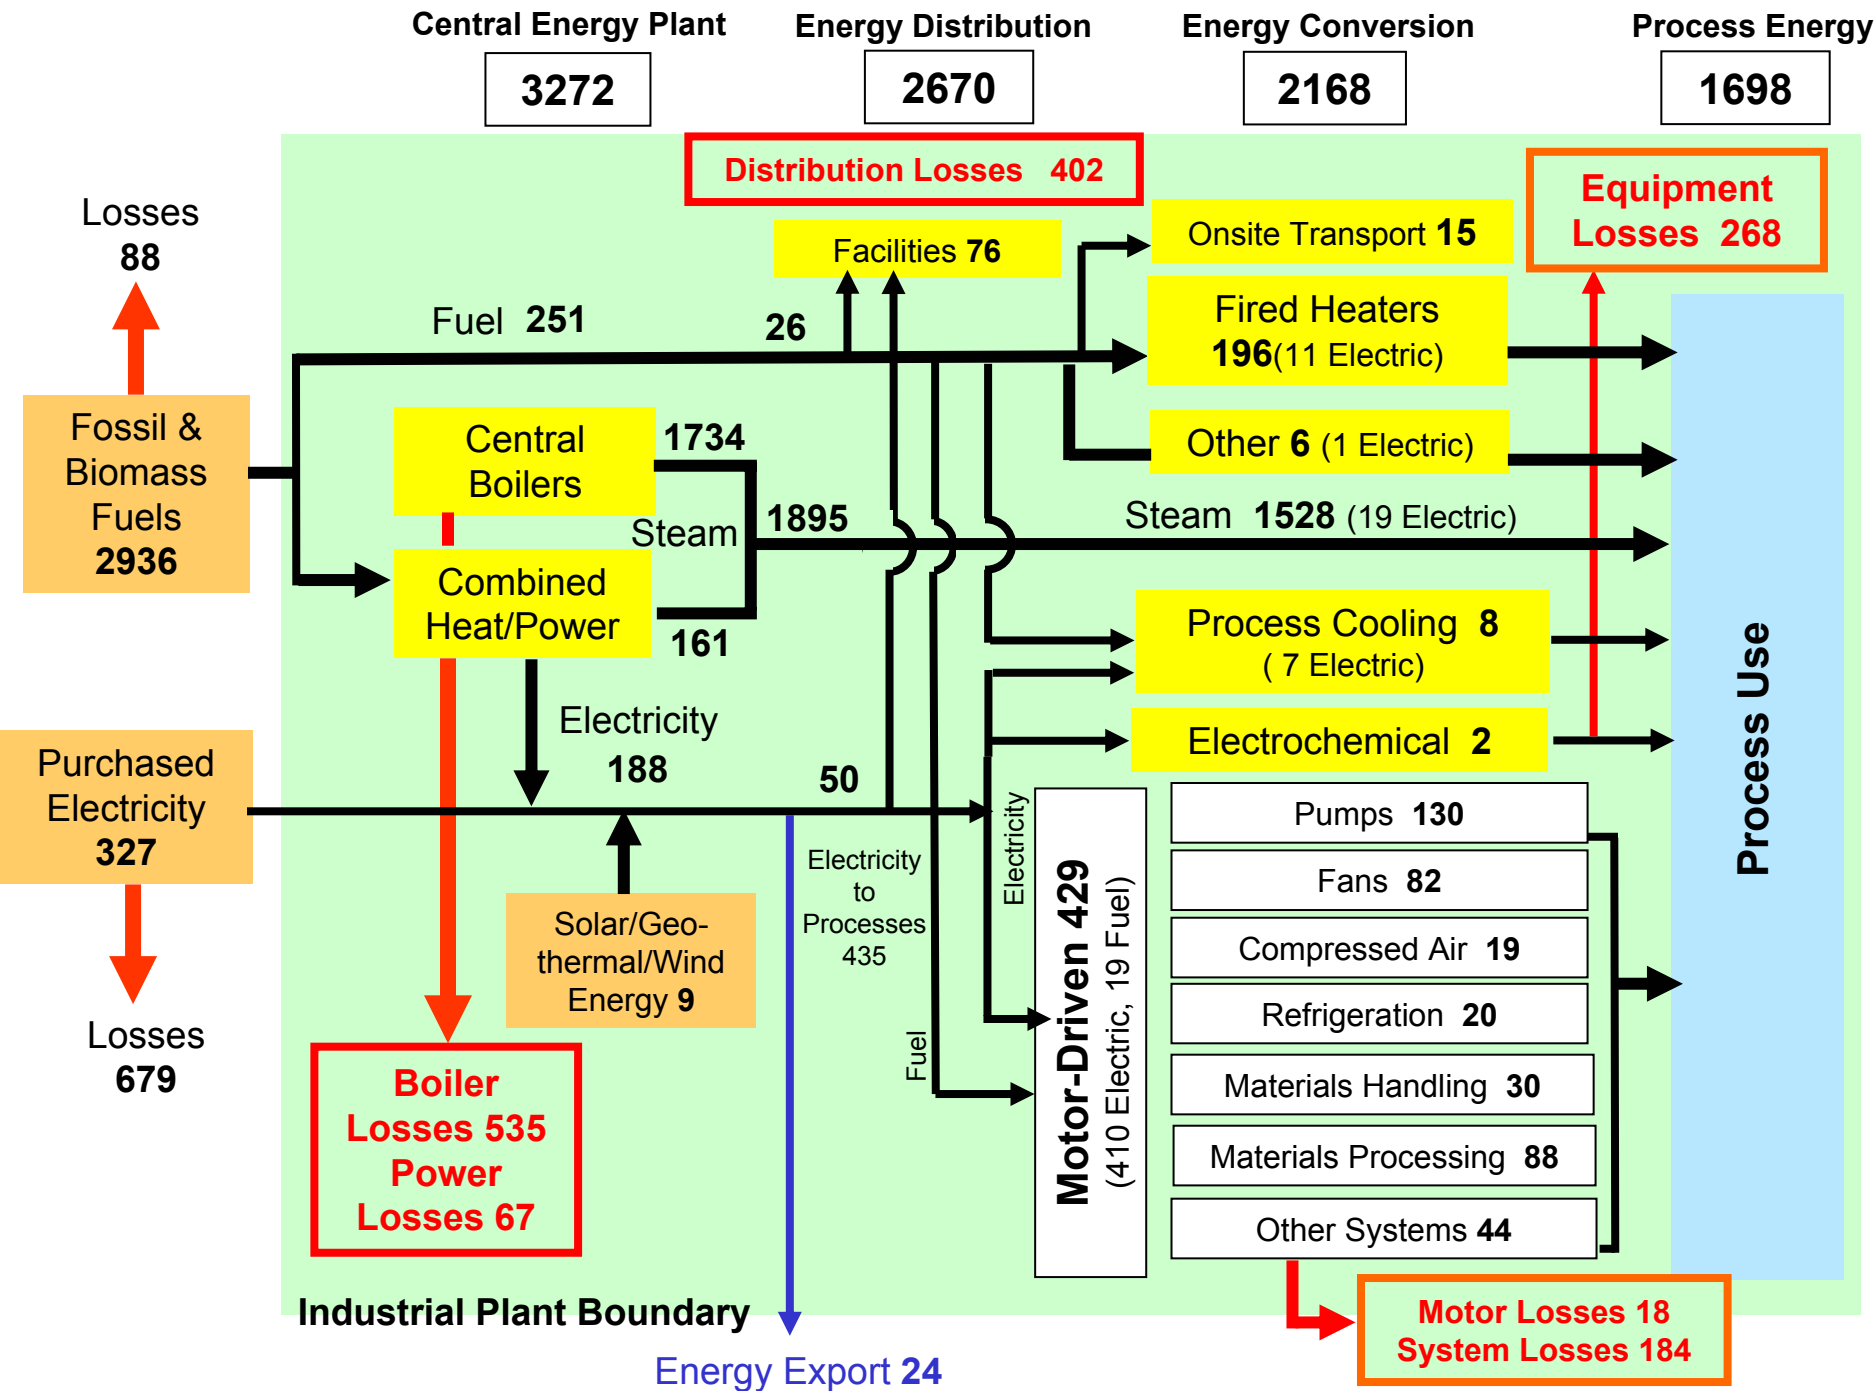 Central Energy Plant
3272
Energy Distribution
2670
Energy Conversion
2168
Process Energy
1698
Distribution Losses 402
Equipment
Losses 268
Losses
88
Facilities 76
Onsite Transport 15
Fuel 251
26
Fired Heaters
196(11 Electric)
Fossil &
Biomass
Fuels
2936
Central
Boilers
1734
Other 6 (1 Electric)
Steam
1895
Steam 1528 (19 Electric)
Combined
Heat/Power
161
Process Cooling 8
( 7 Electric)
Electricity
188
50
Electrochemical 2
Process Use
Purchased
Electricity
327
Losses
679
Solar/Geo-
thermal/Wind
Energy 9
Electricity
to
Processes
435
Electricity
Fuel
Motor-Driven 429
(410 Electric, 19 Fuel)
Pumps 130
Fans 82
Compressed Air 19
Refrigeration 20
Materials Handling 30
Materials Processing 88
Other Systems 44
Boiler
Losses 535
Power
Losses 67
Industrial Plant Boundary
Motor Losses 18
System Losses 184
Energy Export 24